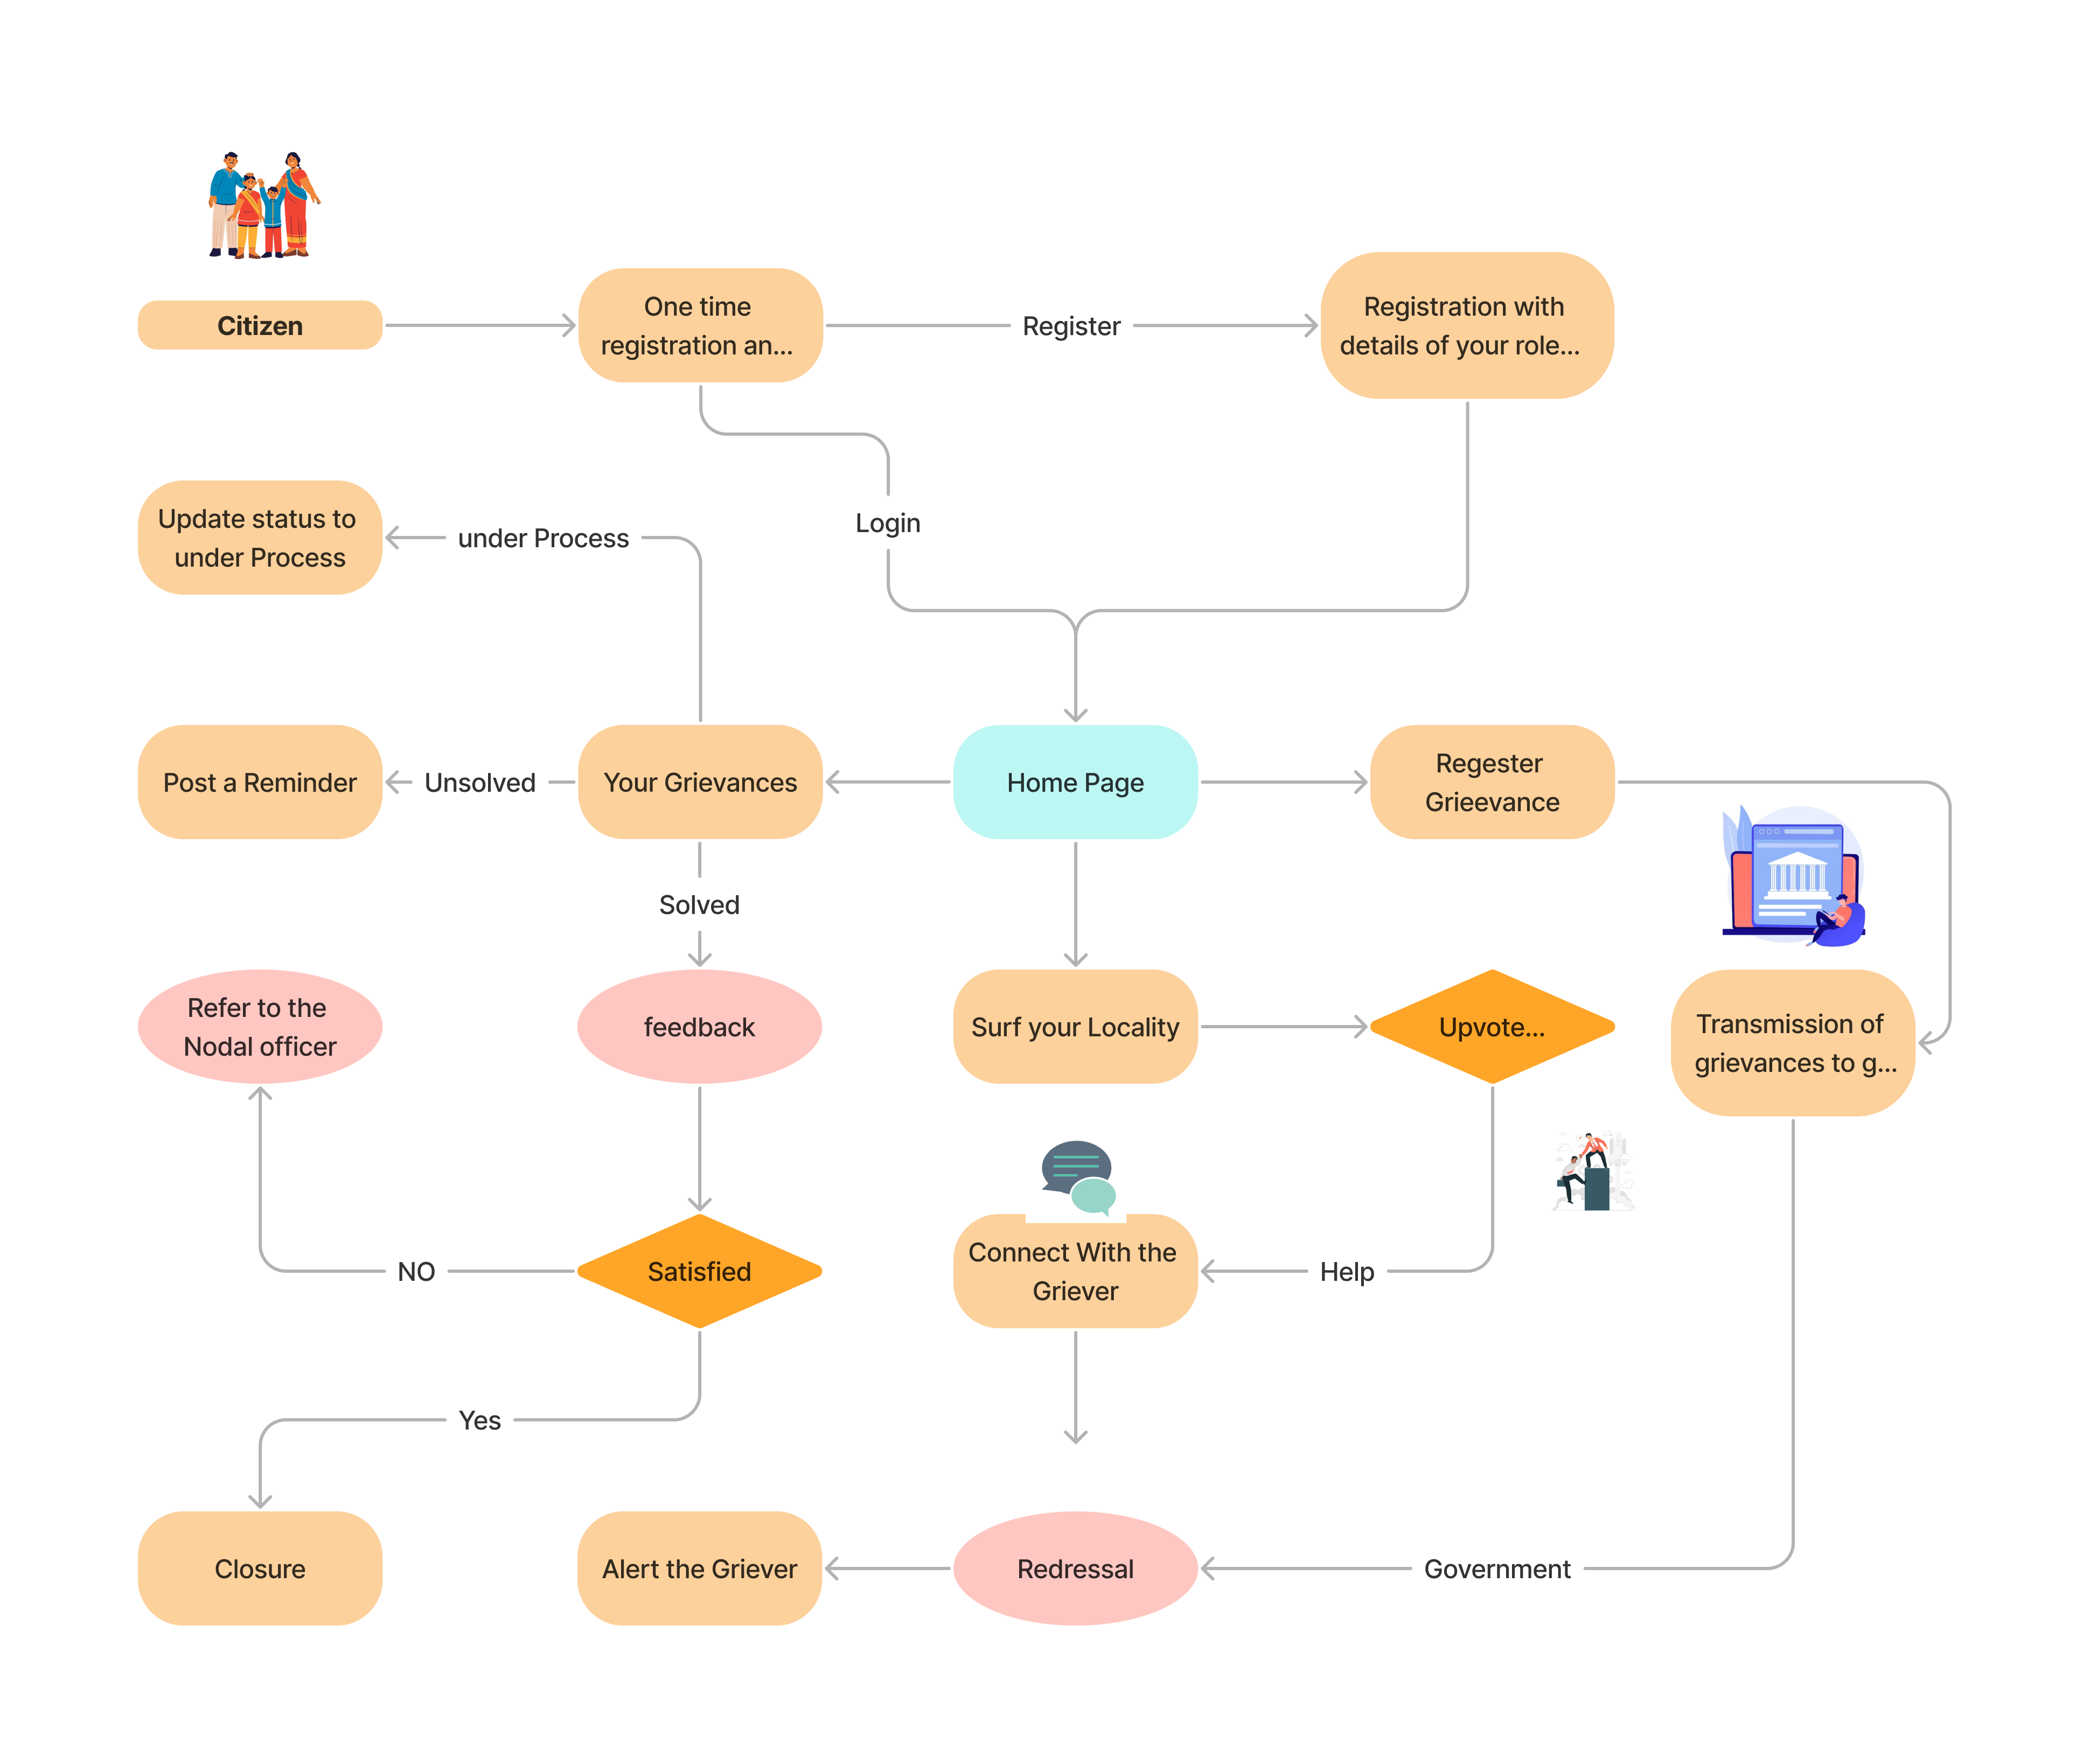 Citizen
One time
registration an...
Register
Registration with
details of your role...
Login
Update status to
under Process
under Process
Post a Reminder
Unsolved
Your Grievances
Home Page
Regester
Grieevance
Solved
Refer to the
Nodal officer
feedback
Surf your Locality
Upvote...
Transmission of
grievances to g...
NO
Satisfied
Connect With the
Griever
Help
Yes
Closure
Alert the Griever
Redressal
Government